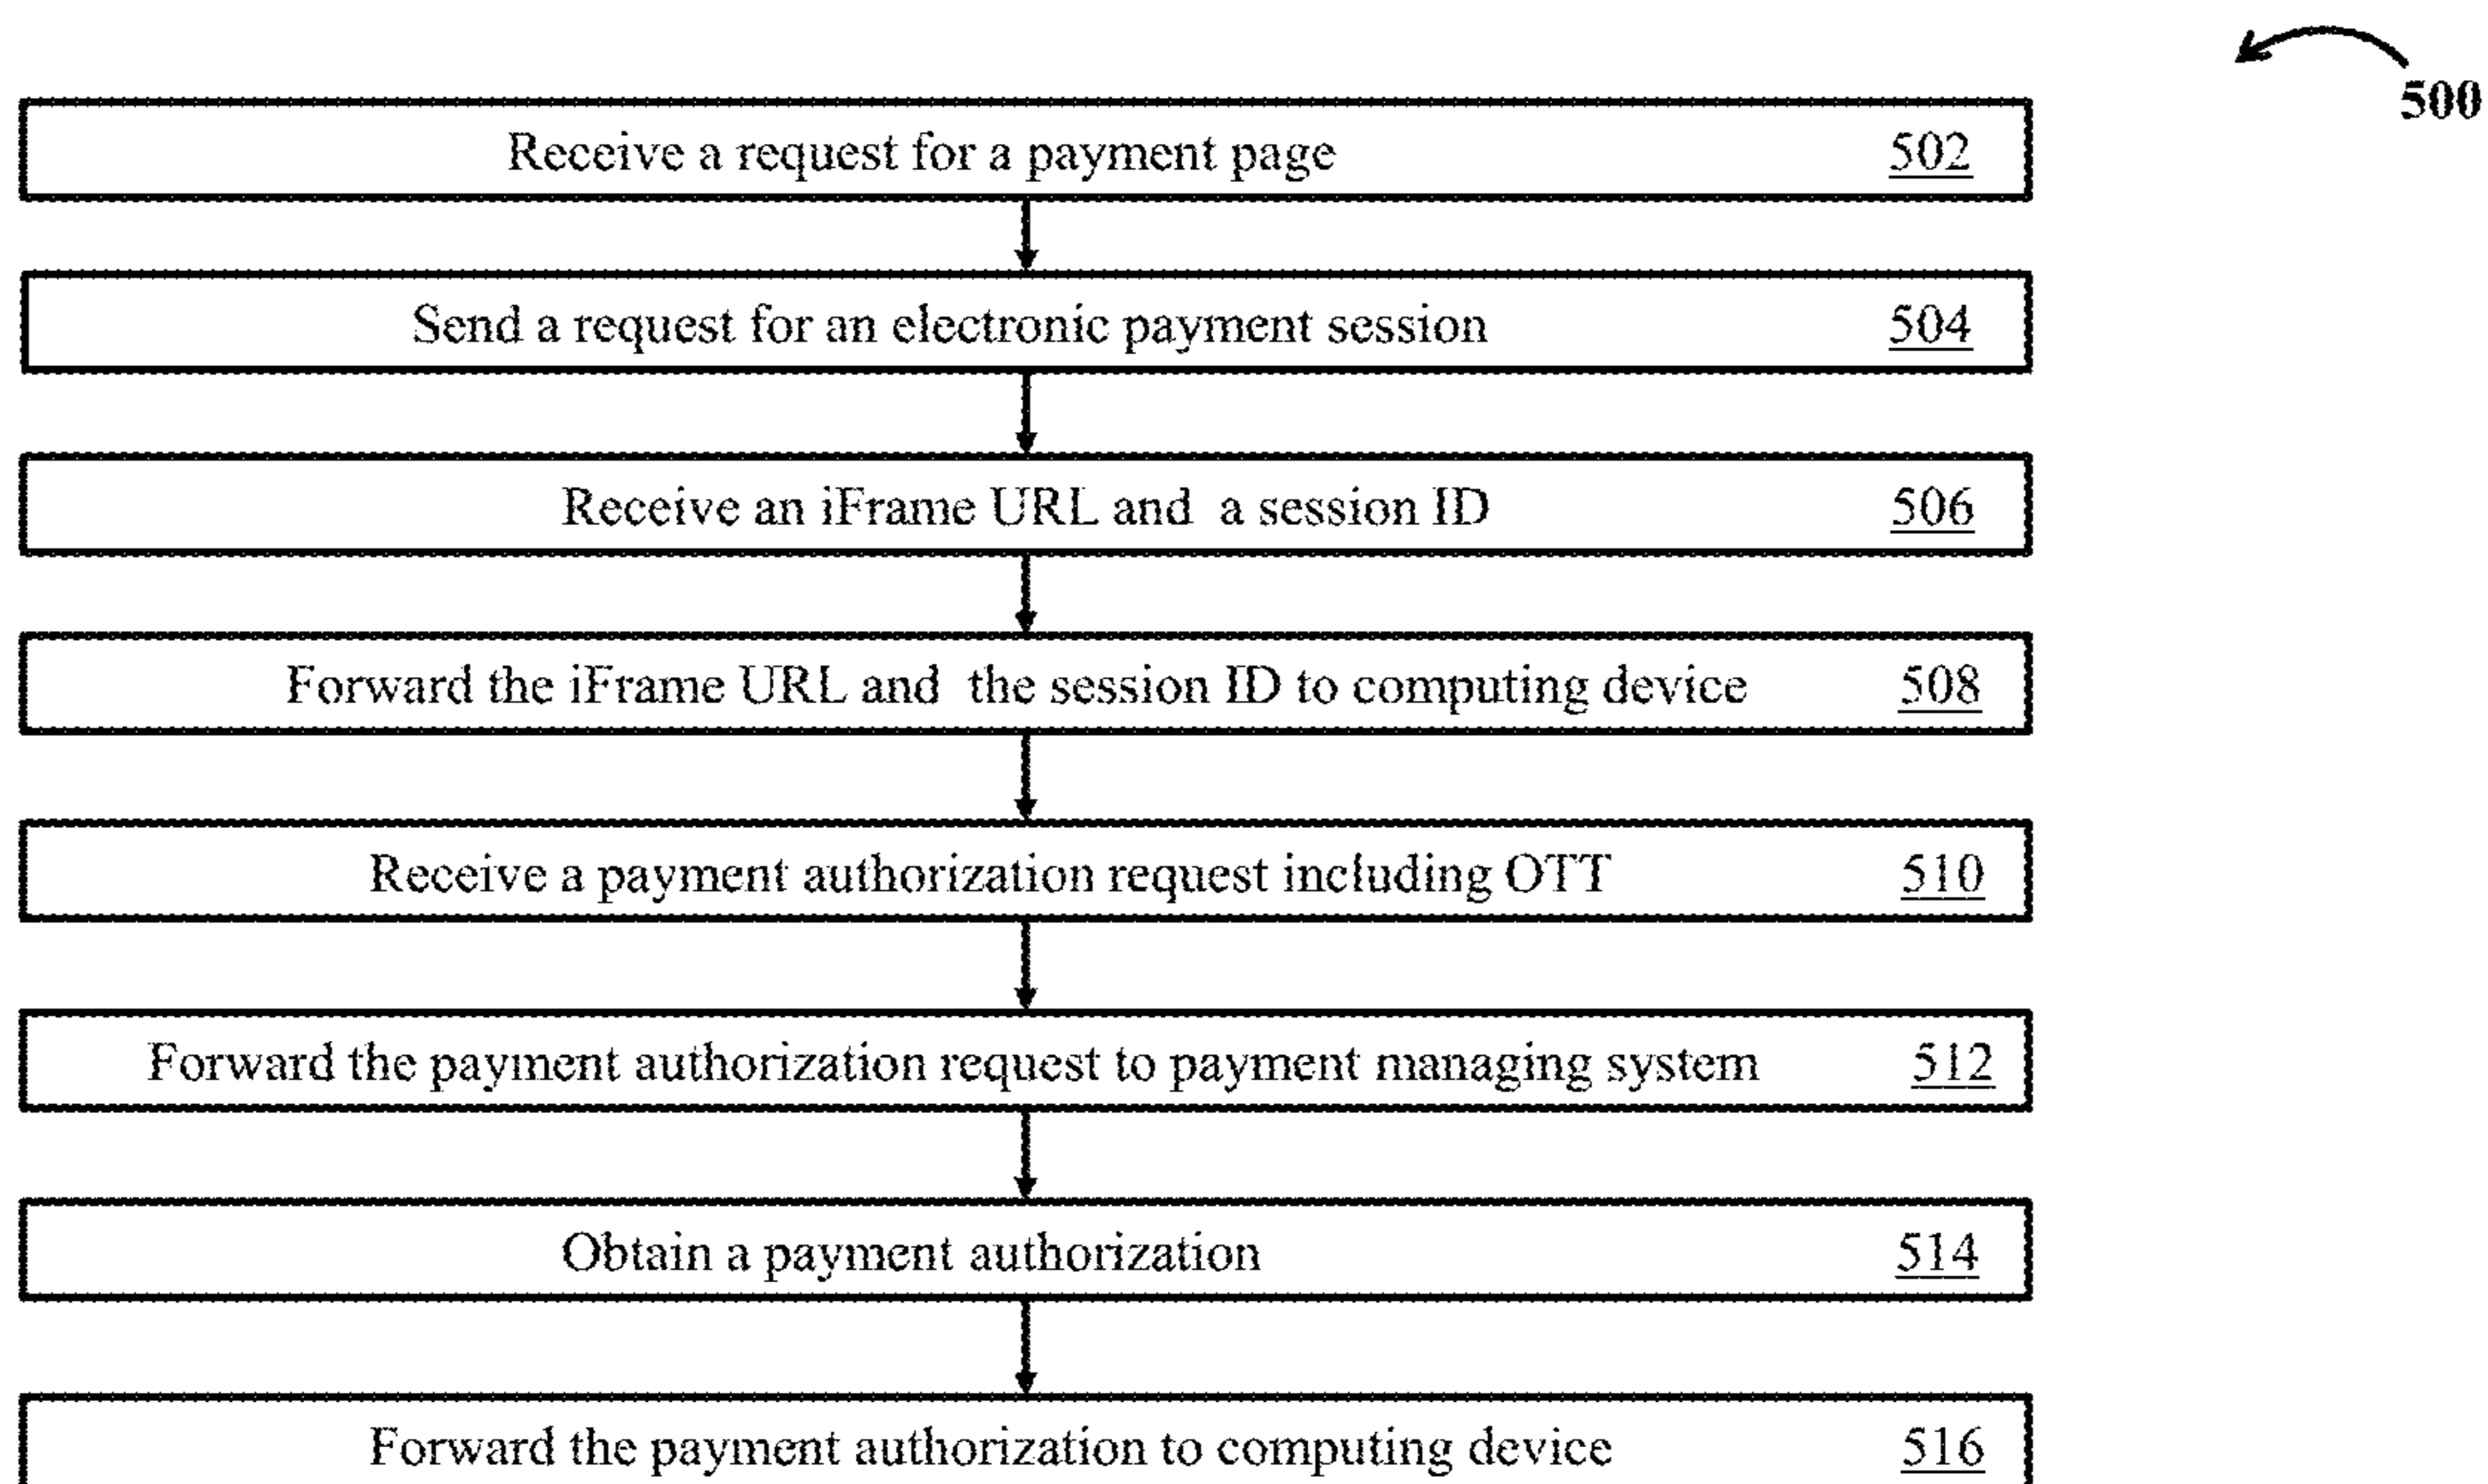 500
Receive a request for a payment page 502
Send a request for an electronic payment session 504
Receive an iFrame URL and a session ID 506
Forward the iFrame URL and the session ID to computing device 508
Receive a payment authorization request including OTT 510
Forward the payment authorization request to payment managing system 512
Obtain a payment authorization 514
Forward the payment authorization to computing device 516